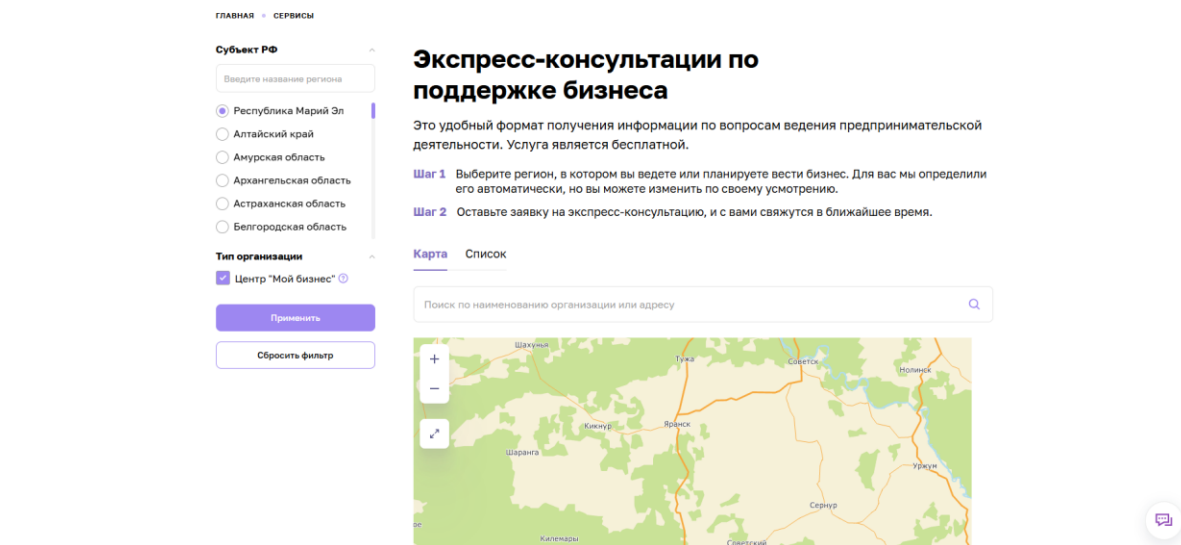 ГЛАВНАЯ • СЕРВИСЫ
Субъект РФ
Введите название региона
Республика Марий Эл
Алтайский край
Амурская область
Архангельская область
Астраханская область
Белгородская область
Тип организации
Центр "Мой бизнес" ?
Применить
Сбросить фильтр
Экспресс-консультации по
поддержке бизнеса
Это удобный формат получения информации по вопросам ведения предпринимательской
деятельности. Услуга является бесплатной.
Шаг 1 Выберите регион, в котором вы ведете или планируете вести бизнес. Для вас мы определили
его автоматически, но вы можете изменить по своему усмотрению.
Шаг 2 Оставьте заявку на экспресс-консультацию, и с вами свяжутся в ближайшее время.
Карта Список
Поиск по наименованию организации или адресу
Шахунья
Тужа
Советск
Нолинск
Кикнур
Яранск
Шаранга
Уржум
Сернур
ое
Килемары
Советский